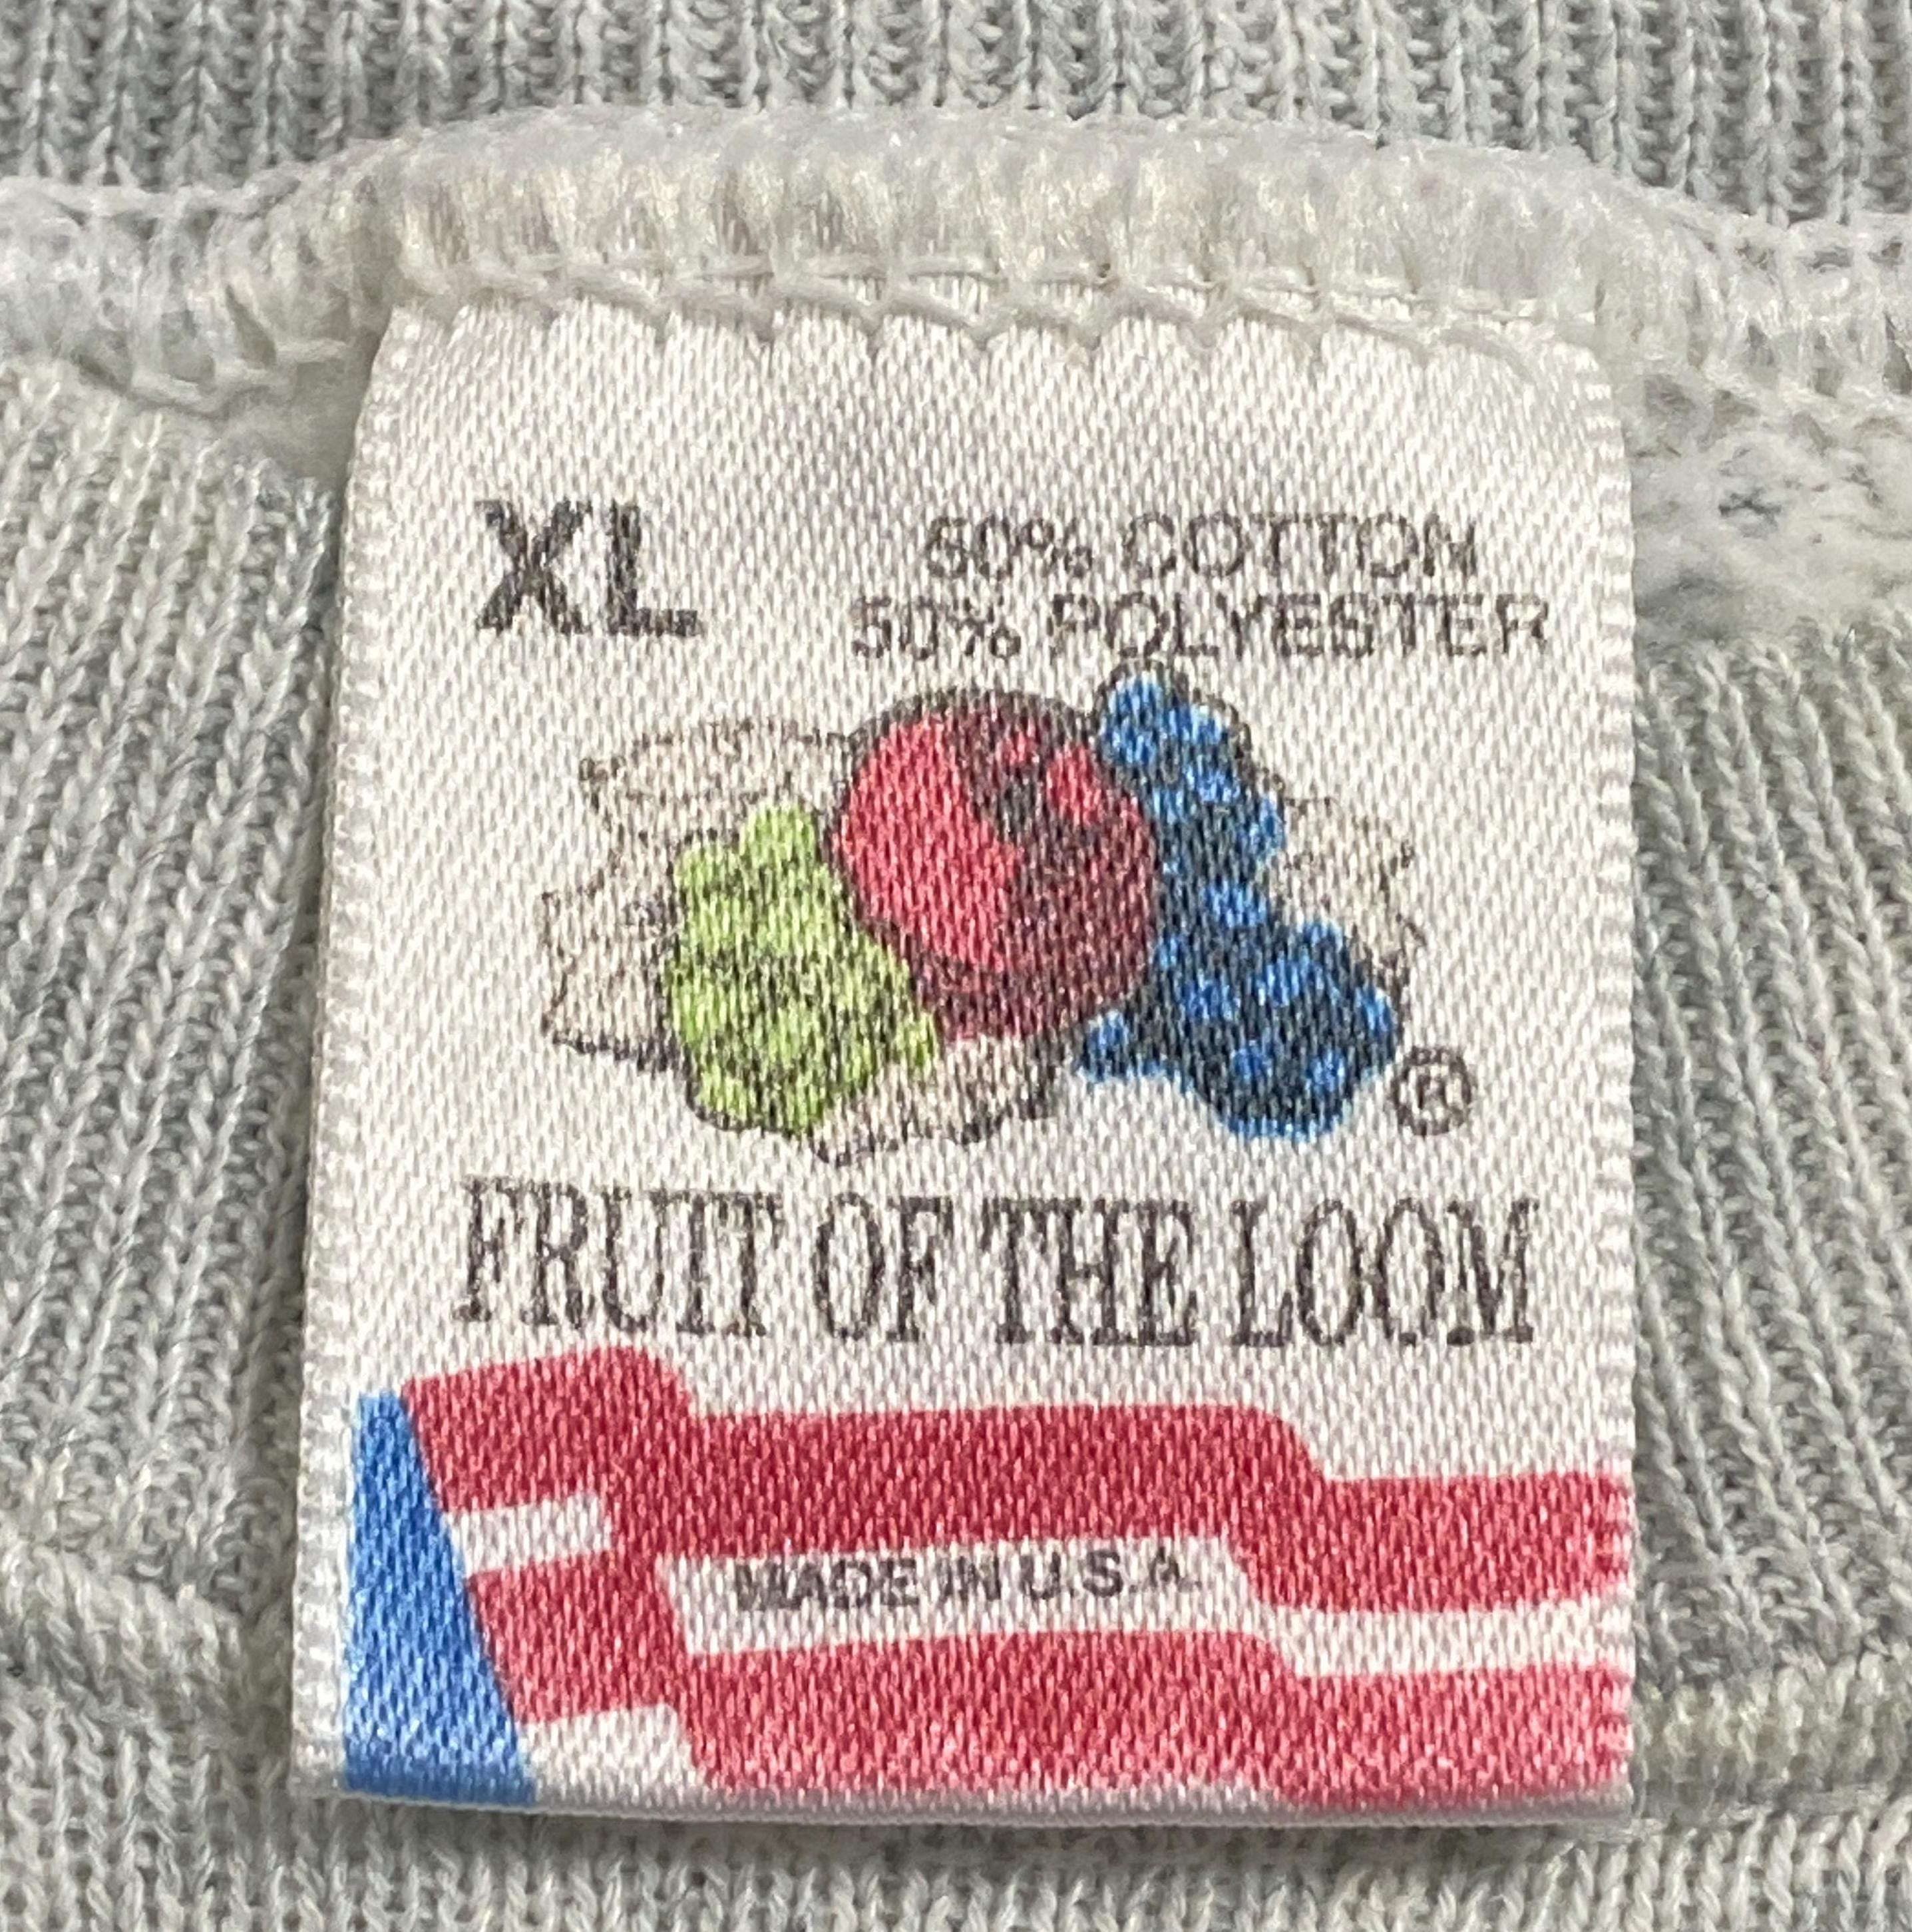 XL
50% COTTON
50% POLYESTER
®
FRUIT OF THE LOOM
MADE IN U.S.A.